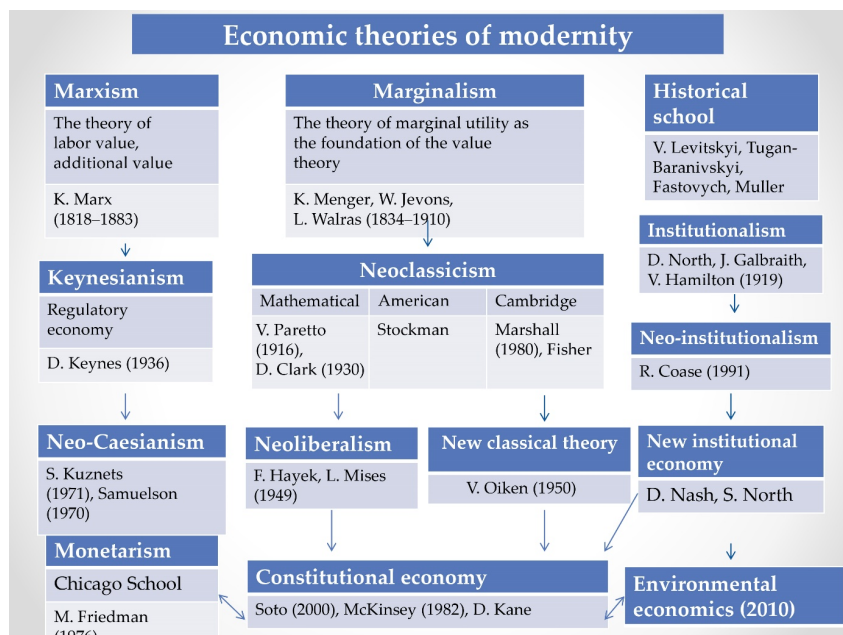 Economic theories of modernity
Marxism
The theory of
labor value,
additional value
K. Marx
(1818–1883)
Marginalism
The theory of marginal utility as
the foundation of the value
theory
K. Menger, W. Jevons,
L. Walras (1834–1910)
Historical
school
V. Levitskyi, Tugan-
Baranivskyi,
Fastovych, Muller
Institutionalism
D. North, J. Galbraith,
V. Hamilton (1919)
Keynesianism
Regulatory
economy
D. Keynes (1936)
Neoclassicism
Mathematical
American
Cambridge
V. Paretto
(1916),
D. Clark (1930)
Stockman
Marshall
(1980), Fisher
Neo-institutionalism
R. Coase (1991)
Neo-Caesianism
S. Kuznets
(1971), Samuelson
(1970)
Neoliberalism
F. Hayek, L. Mises
(1949)
New classical theory
V. Oiken (1950)
New institutional
economy
D. Nash, S. North
Monetarism
Chicago School
M. Friedman
(1976)
Constitutional economy
Soto (2000), McKinsey (1982), D. Kane
Environmental
economics (2010)